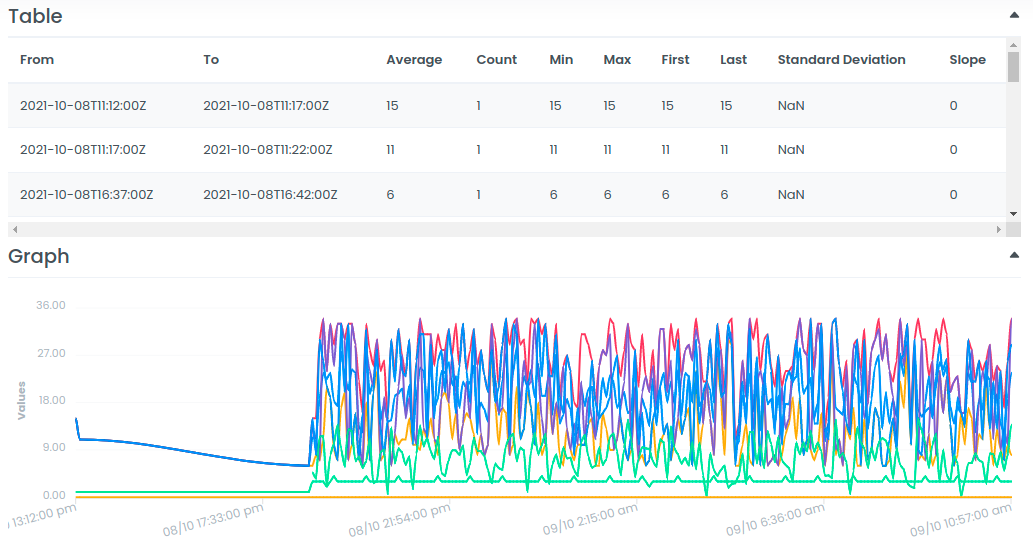 Table
From To Average Count Min Max First Last Standard Deviation Slope
2021-10-08T11:12:00Z 2021-10-08T11:17:00Z 15 1 15 15 15 15 NaN 0
2021-10-08T11:17:00Z 2021-10-08T11:22:00Z 11 1 11 11 11 11 NaN 0
2021-10-08T16:37:00Z 2021-10-08T16:42:00Z 6 1 6 6 6 6 NaN 0
Graph
36.00
27.00
18.00
9.00
0.00
Values
13:12:00 pm 08/10 17:33:00 pm 08/10 21:54:00 pm 09/10 2:15:00 am 09/10 6:36:00 am 09/10 10:57:00 am